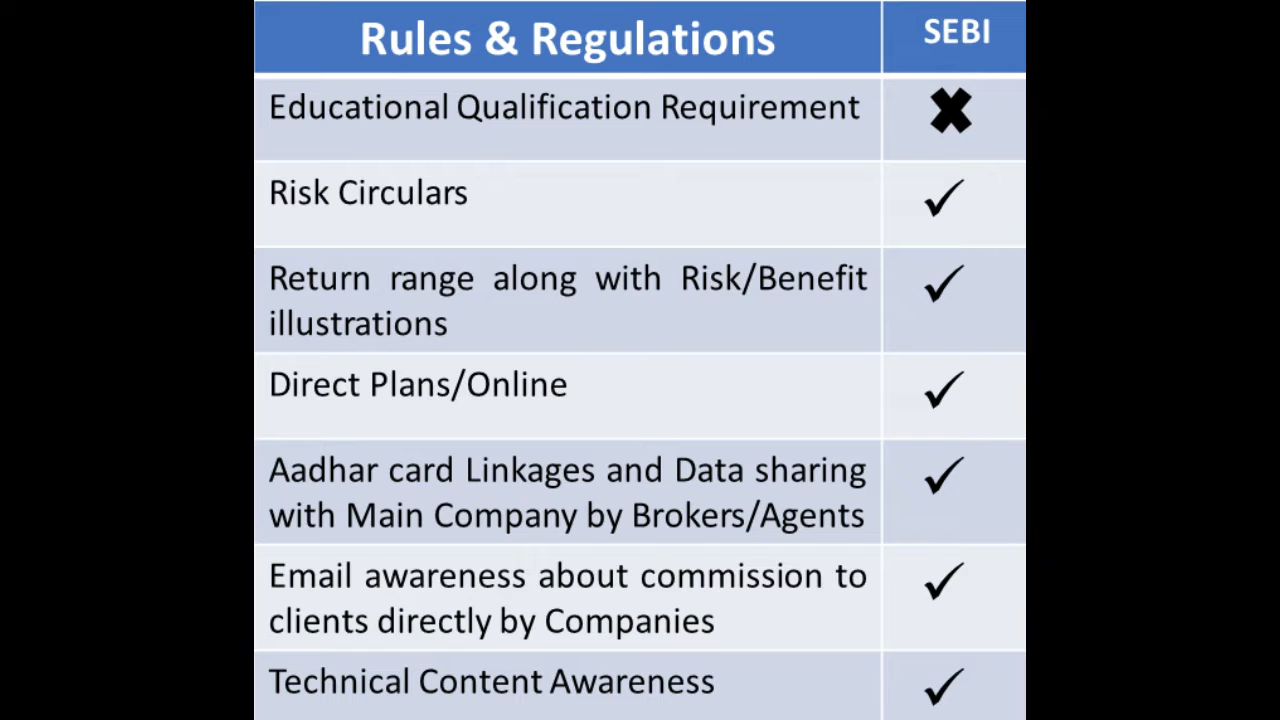 Rules & Regulations SEBI
Educational Qualification Requirement ✖
Risk Circulars ✓
Return range along with Risk/Benefit ✓
illustrations
Direct Plans/Online ✓
Aadhar card Linkages and Data sharing ✓
with Main Company by Brokers/Agents
Email awareness about commission to ✓
clients directly by Companies
Technical Content Awareness ✓